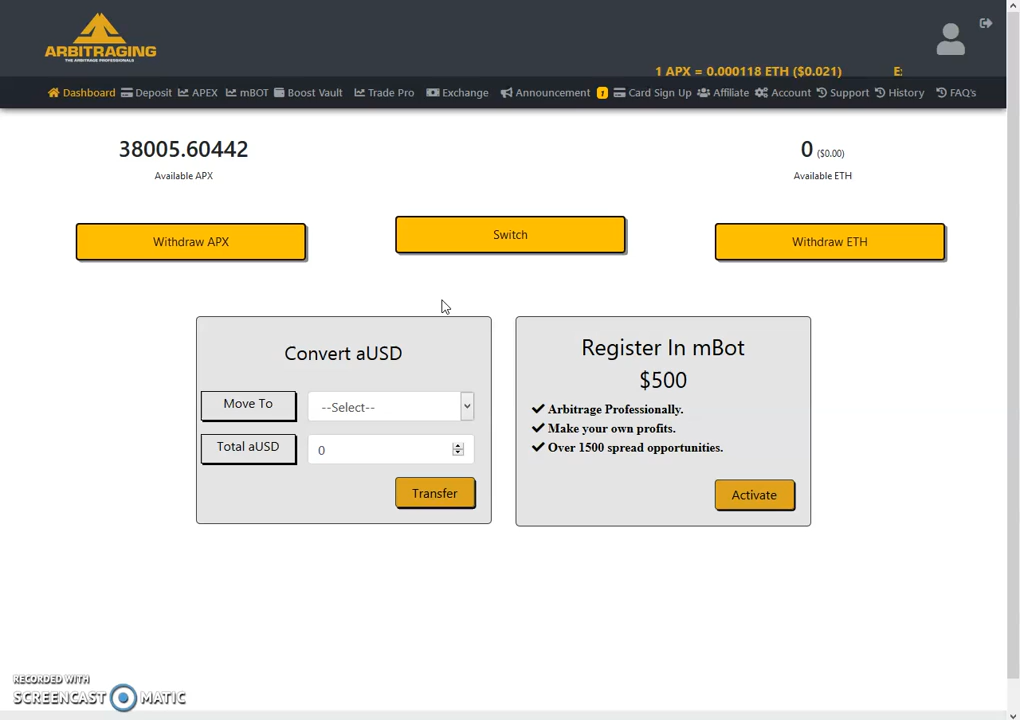 ARBITRAGING
THE ARBITRAGE PROFESSIONALS
1 APX = 0.000118 ETH ($0.021) E:
Dashboard Deposit APEX mBOT Boost Vault Trade Pro Exchange Announcement 1 Card Sign Up Affiliate Account Support History FAQ's
38005.60442
Available APX
0 ($0.00)
Available ETH
Withdraw APX
Switch
Withdraw ETH
Convert aUSD
Move To
--Select--
Total aUSD
0
Transfer
Register In mBot
$500
Arbitrage Professionally.
Make your own profits.
Over 1500 spread opportunities.
Activate
RECORDED WITH
SCREENCAST MATIC